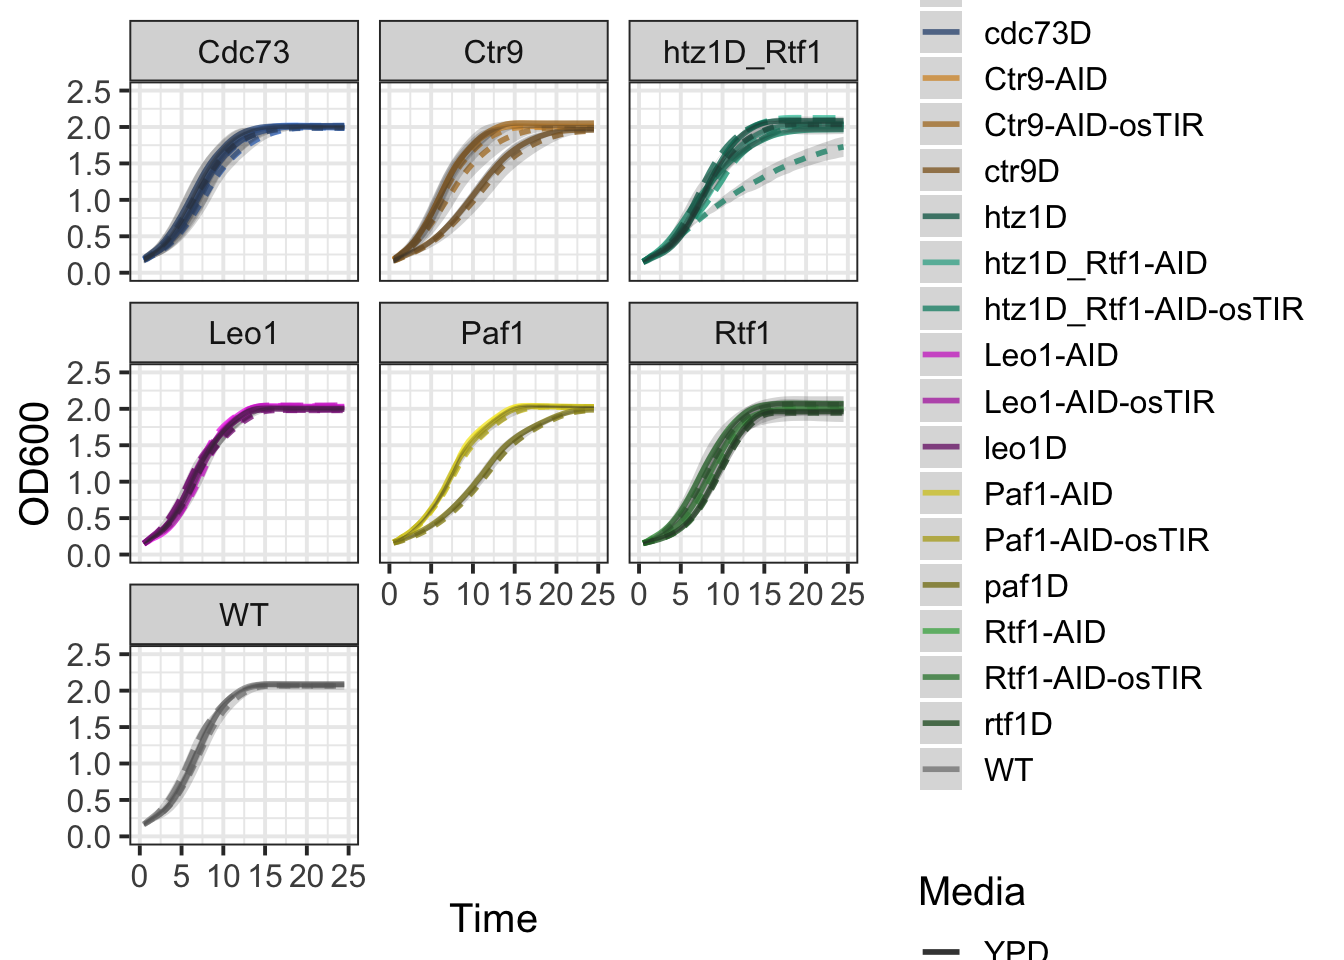 Cdc73 Ctr9 htz1D_Rtf1
2.5
2.0
1.5
1.0
0.5
0.0
Leo1 Paf1 Rtf1
2.5
2.0
1.5
1.0
0.5
0.0
0 5 10 15 20 25 0 5 10 15 20 25
WT
2.5
2.0
1.5
1.0
0.5
0.0
0 5 10 15 20 25
OD600
Time
cdc73D
Ctr9-AID
Ctr9-AID-osTIR
ctr9D
htz1D
htz1D_Rtf1-AID
htz1D_Rtf1-AID-osTIR
Leo1-AID
Leo1-AID-osTIR
leo1D
Paf1-AID
Paf1-AID-osTIR
paf1D
Rtf1-AID
Rtf1-AID-osTIR
rtf1D
WT
Media
YPD